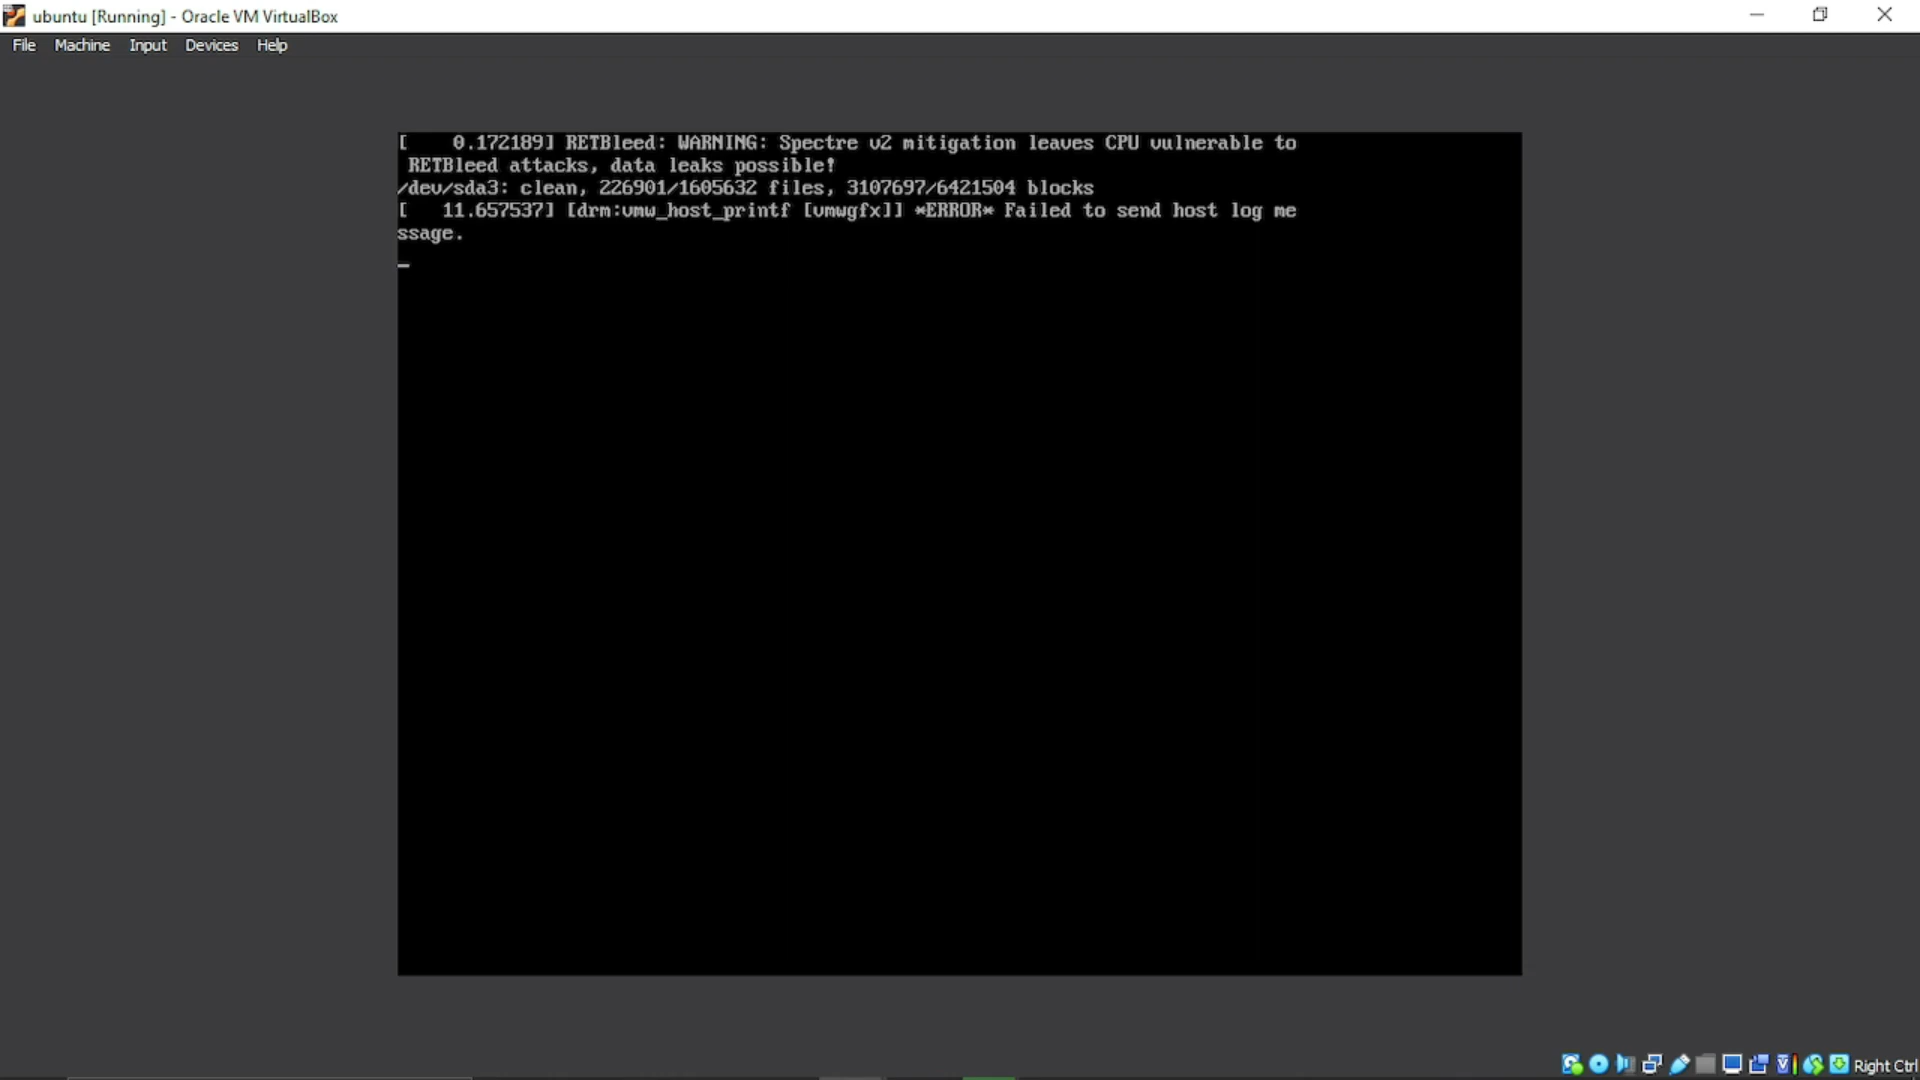 ubuntu [Running] - Oracle VM VirtualBox
File Machine Input Devices Help
[    0.172189] RETBleed: WARNING: Spectre v2 mitigation leaves CPU vulnerable to
 RETBleed attacks, data leaks possible!
/dev/sda3: clean, 226901/1605632 files, 3107697/6421504 blocks
[   11.657537] [drm:vmw_host_printf [vmwgfx]] *ERROR* Failed to send host log me
ssage.
Right Ctrl